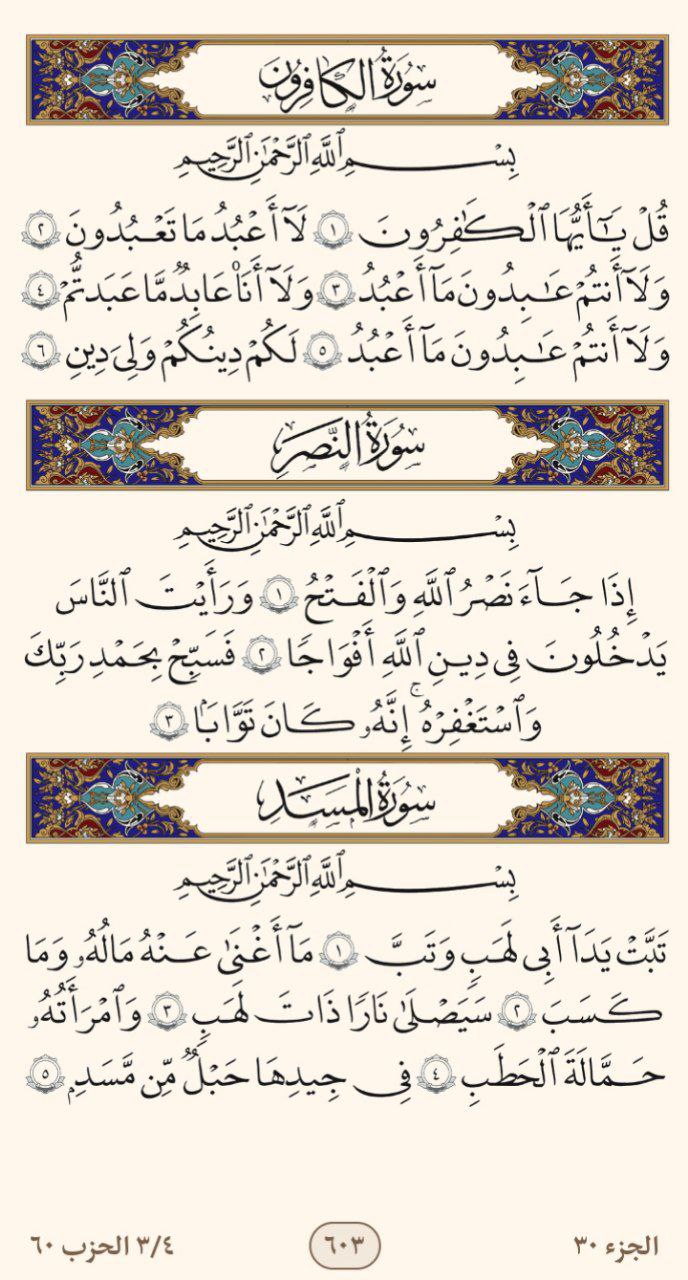 سُورَةُ الكَافِرُونَ
بِسْمِ ٱللَّهِ ٱلرَّحْمَٰنِ ٱلرَّحِيمِ
قُلْ يَٰٓأَيُّهَا ٱلْكَٰفِرُونَ ١ لَآ أَعْبُدُ مَا تَعْبُدُونَ ٢
وَلَآ أَنتُمْ عَٰبِدُونَ مَآ أَعْبُدُ ٣ وَلَآ أَنَا۠ عَابِدٌ مَّا عَبَدتُّمْ ٤
وَلَآ أَنتُمْ عَٰبِدُونَ مَآ أَعْبُدُ ٥ لَكُمْ دِينُكُمْ وَلِىَ دِينِ ٦
سُورَةُ النَّصْرِ
بِسْمِ ٱللَّهِ ٱلرَّحْمَٰنِ ٱلرَّحِيمِ
إِذَا جَآءَ نَصْرُ ٱللَّهِ وَٱلْفَتْحُ ١ وَرَأَيْتَ ٱلنَّاسَ
يَدْخُلُونَ فِى دِينِ ٱللَّهِ أَفْوَاجًا ٢ فَسَبِّحْ بِحَمْدِ رَبِّكَ
وَٱسْتَغْفِرْهُ ۚ إِنَّهُۥ كَانَ تَوَّابًۢا ٣
سُورَةُ المَسَدِ
بِسْمِ ٱللَّهِ ٱلرَّحْمَٰنِ ٱلرَّحِيمِ
تَبَّتْ يَدَآ أَبِى لَهَبٍ وَتَبَّ ١ مَآ أَغْنَىٰ عَنْهُ مَالُهُۥ وَمَا
كَسَبَ ٢ سَيَصْلَىٰ نَارًا ذَاتَ لَهَبٍ ٣ وَٱمْرَأَتُهُۥ
حَمَّالَةَ ٱلْحَطَبِ ٤ فِى جِيدِهَا حَبْلٌ مِّن مَّسَدٍۭ ٥
الجزء ٣٠ ٦٠٣ ٣/٤ الحزب ٦٠